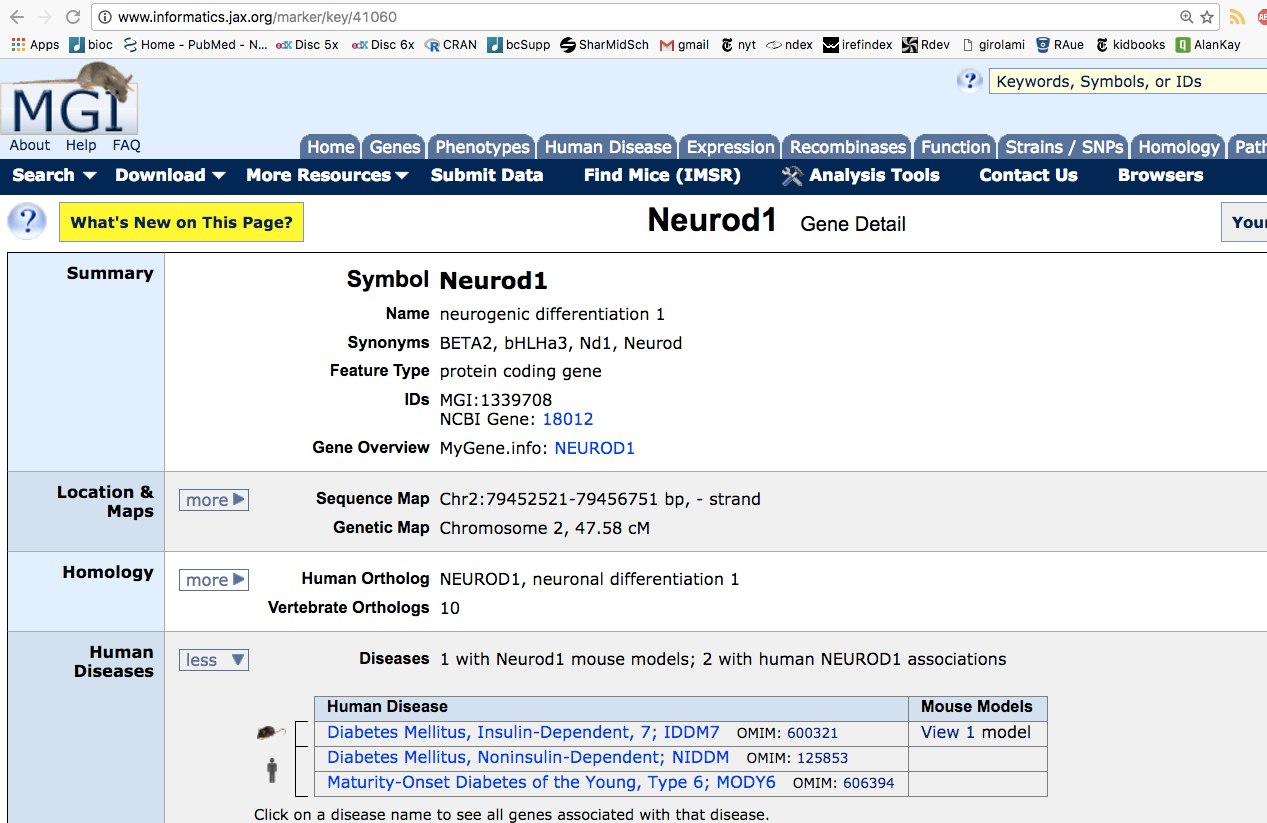 www.informatics.jax.org/marker/key/41060
Apps bioc Home - PubMed - N... edX Disc 5x edX Disc 6x CRAN bcSupp SharMidSch gmail nyt ndex irefindex Rdev girolami RAue kidbooks AlanKay
MGI
Keywords, Symbols, or IDs
About Help FAQ
Home Genes Phenotypes Human Disease Expression Recombinases Function Strains / SNPs Homology Path
Search Download More Resources Submit Data Find Mice (IMSR) Analysis Tools Contact Us Browsers
? What's New on This Page? Neurod1 Gene Detail Your
Summary
Symbol Neurod1
Name neurogenic differentiation 1
Synonyms BETA2, bHLHa3, Nd1, Neurod
Feature Type protein coding gene
IDs MGI:1339708
NCBI Gene: 18012
Gene Overview MyGene.info: NEUROD1
Location & Maps
more Sequence Map Chr2:79452521-79456751 bp, - strand
Genetic Map Chromosome 2, 47.58 cM
Homology
more Human Ortholog NEUROD1, neuronal differentiation 1
Vertebrate Orthologs 10
Human Diseases
less Diseases 1 with Neurod1 mouse models; 2 with human NEUROD1 associations
Human Disease Mouse Models
Diabetes Mellitus, Insulin-Dependent, 7; IDDM7 OMIM: 600321 View 1 model
Diabetes Mellitus, Noninsulin-Dependent; NIDDM OMIM: 125853
Maturity-Onset Diabetes of the Young, Type 6; MODY6 OMIM: 606394
Click on a disease name to see all genes associated with that disease.